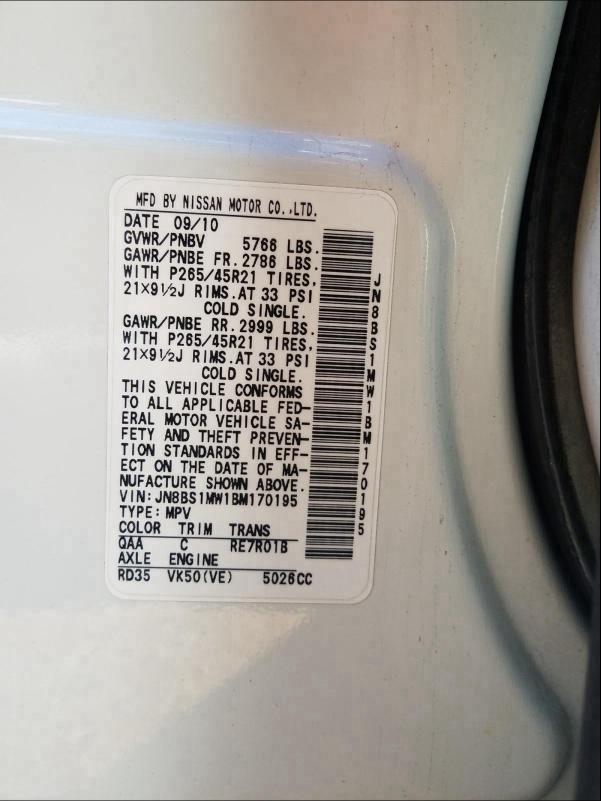 MFD BY NISSAN MOTOR CO.,LTD.
DATE 09/10
GVWR/PNBV 5766 LBS.
GAWR/PNBE FR. 2786 LBS.
WITH P265/45R21 TIRES,
21×9½J RIMS. AT 33 PSI
COLD SINGLE.
GAWR/PNBE RR. 2999 LBS.
WITH P265/45R21 TIRES,
21×9½J RIMS. AT 33 PSI
COLD SINGLE.
THIS VEHICLE CONFORMS
TO ALL APPLICABLE FED-
ERAL MOTOR VEHICLE SA-
FETY AND THEFT PREVEN-
TION STANDARDS IN EFF-
ECT ON THE DATE OF MA-
NUFACTURE SHOWN ABOVE.
VIN: JN8BS1MW1BM170195
TYPE: MPV
COLOR TRIM TRANS
QAA C RE7R01B
AXLE ENGINE
RD35 VK50(VE) 5026CC
JN8BS1MW1BM170195